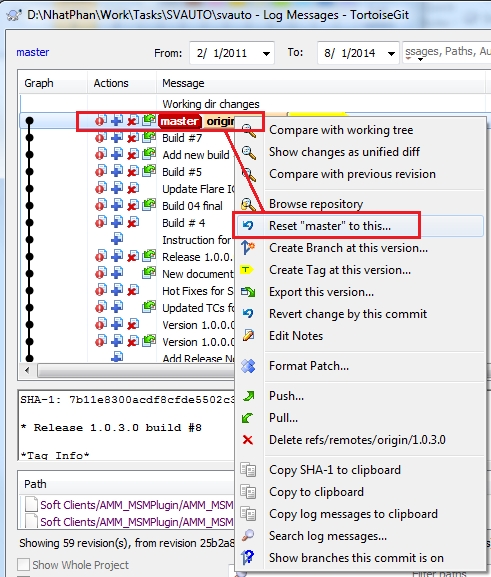 D:\NhatPhan\Work\Tasks\SVAUTO\svauto - Log Messages - TortoiseGit
master From: 2/ 1/2011 To: 8/ 1/2014 Paths,
Graph Actions Message
Working dir changes
master origin
Build #7
Add new build
Build #5
Update Flare
Build 04 final
Build # 4
Instruction for
Release 1.0.
New document
Hot Fixes for
Updated TCs fo
Version 1.0.0.
Version 1.0.0
Add Release
Compare with working tree
Show changes as unified diff
Compare with previous revision
Browse repository
Reset "master" to this...
Create Branch at this version...
Create Tag at this version...
Export this version...
Revert change by this commit
Edit Notes
Format Patch...
Push...
Pull...
Delete refs/remotes/origin/1.0.3.0
Copy SHA-1 to clipboard
Copy to clipboard
Copy log messages to clipboard
Search log messages...
Show branches this commit is on
SHA-1: 7b11e8300acdf8cfde5502c3
* Release 1.0.3.0 build #8
*Tag Info*
Path
Soft Clients/AMM_MSMPlugin/AMM_MSM
Soft Clients/AMM_MSMPlugin/AMM_MSM
Showing 59 revision(s), from revision 25b2a8
Show Whole Project